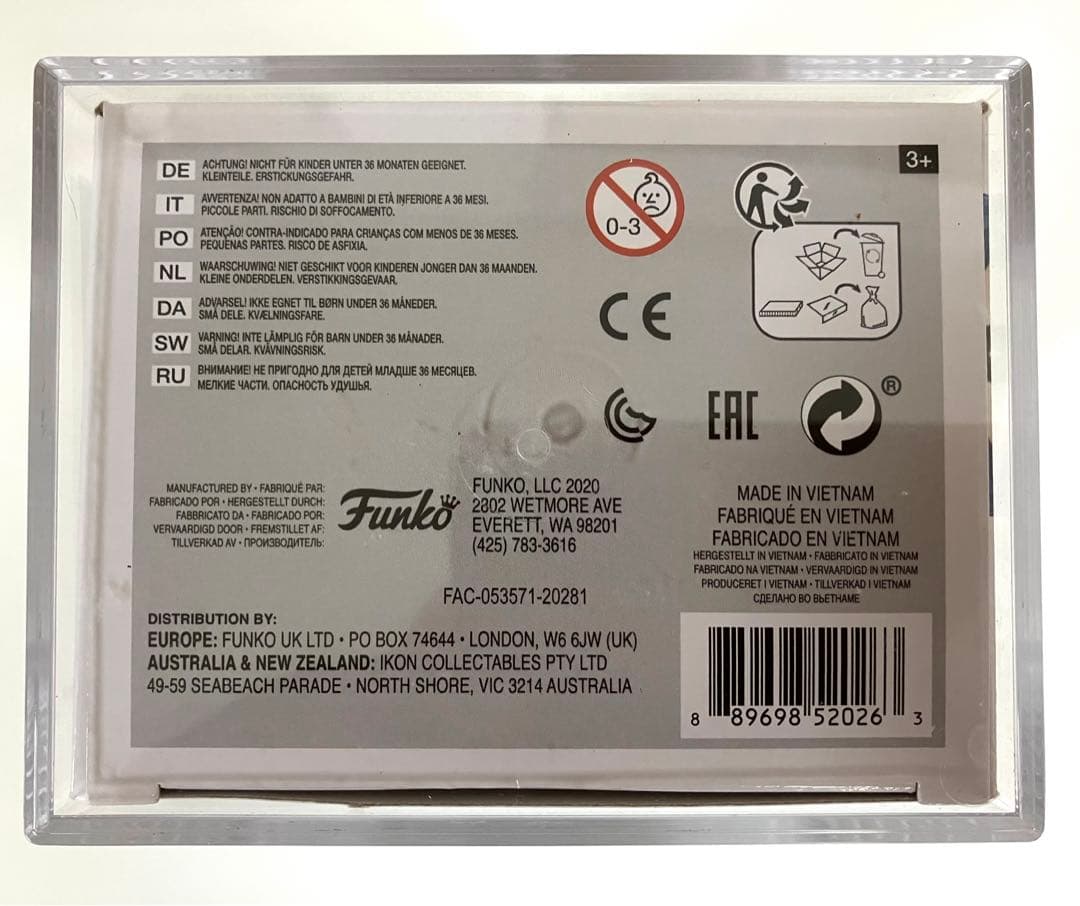 3+
DE ACHTUNG! NICHT FÜR KINDER UNTER 36 MONATEN GEEIGNET.
KLEINTEILE. ERSTICKUNGSGEFAHR.
IT AVVERTENZA! NON ADATTO A BAMBINI DI ETÀ INFERIORE A 36 MESI.
PICCOLE PARTI. RISCHIO DI SOFFOCAMENTO.
PO ATENÇÃO! CONTRA-INDICADO PARA CRIANÇAS COM MENOS DE 36 MESES.
PEQUENAS PARTES. RISCO DE ASFIXIA.
NL WAARSCHUWING! NIET GESCHIKT VOOR KINDEREN JONGER DAN 36 MAANDEN.
KLEINE ONDERDELEN. VERSTIKKINGSGEVAAR.
DA ADVARSEL! IKKE EGNET TIL BØRN UNDER 36 MÅNEDER.
SMÅ DELE. KVÆLNINGSFARE.
SW VARNING! INTE LÄMPLIG FÖR BARN UNDER 36 MÅNADER.
SMÅ DELAR. KVÄVNINGSRISK.
RU ВНИМАНИЕ! НЕ ПРИГОДНО ДЛЯ ДЕТЕЙ МЛАДШЕ 36 МЕСЯЦЕВ.
МЕЛКИЕ ЧАСТИ. ОПАСНОСТЬ УДУШЬЯ.
0-3
CE
EAC
®
MANUFACTURED BY • FABRIQUÉ PAR:
FABRICADO POR • HERGESTELLT DURCH:
FABBRICATO DA • FABRICADO POR:
VERVAARDIGD DOOR • FREMSTILLET AF:
TILLVERKAD AV • ПРОИЗВОДИТЕЛЬ:
Funko
FUNKO, LLC 2020
2802 WETMORE AVE
EVERETT, WA 98201
(425) 783-3616
FAC-053571-20281
MADE IN VIETNAM
FABRIQUÉ EN VIETNAM
FABRICADO EN VIETNAM
HERGESTELLT IN VIETNAM • FABBRICATO IN VIETNAM
FABRICADO NA VIETNAM • VERVAARDIGD IN VIETNAM
PRODUCERET I VIETNAM • TILLVERKAD I VIETNAM
СДЕЛАНО ВО ВЬЕТНАМЕ
DISTRIBUTION BY:
EUROPE: FUNKO UK LTD • PO BOX 74644 • LONDON, W6 6JW (UK)
AUSTRALIA & NEW ZEALAND: IKON COLLECTABLES PTY LTD
49-59 SEABEACH PARADE • NORTH SHORE, VIC 3214 AUSTRALIA
8 89698 52026 3